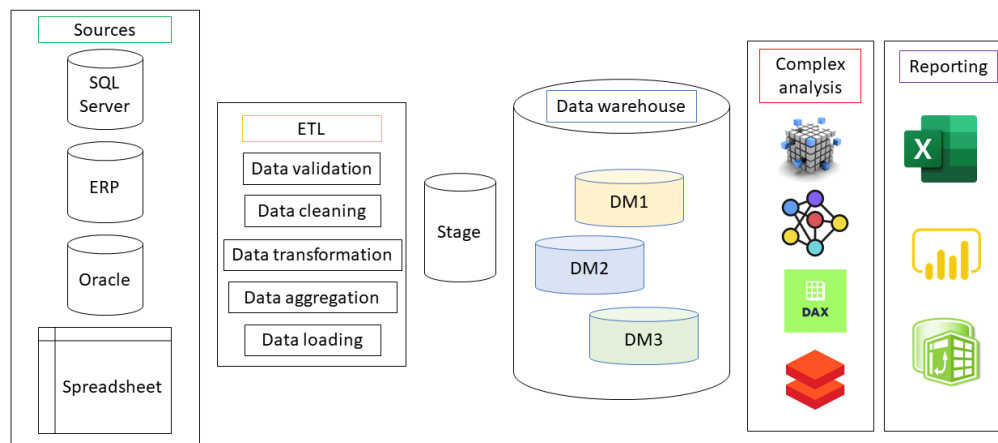 Sources
SQL
Server
ERP
Oracle
Spreadsheet
ETL
Data validation
Data cleaning
Data transformation
Data aggregation
Data loading
Stage
Data warehouse
DM1
DM2
DM3
Complex
analysis
DAX
Reporting
X